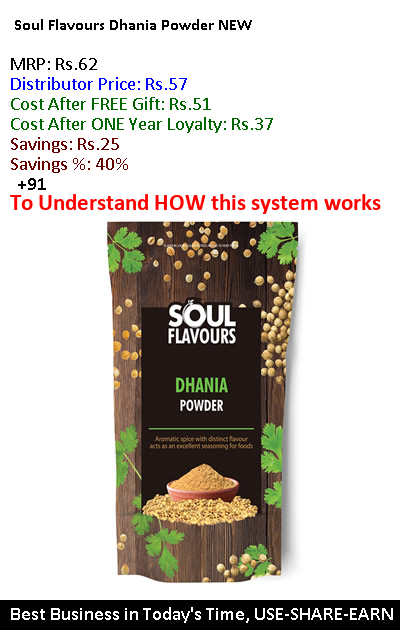 Soul Flavours Dhania Powder NEW
MRP: Rs.62
Distributor Price: Rs.57
Cost After FREE Gift: Rs.51
Cost After ONE Year Loyalty: Rs.37
Savings: Rs.25
Savings %: 40%
+91
To Understand HOW this system works
SOUL
FLAVOURS
DHANIA
POWDER
Aromatic spice with distinct flavour
acts as an excellent seasoning for foods
Best Business in Today's Time, USE-SHARE-EARN